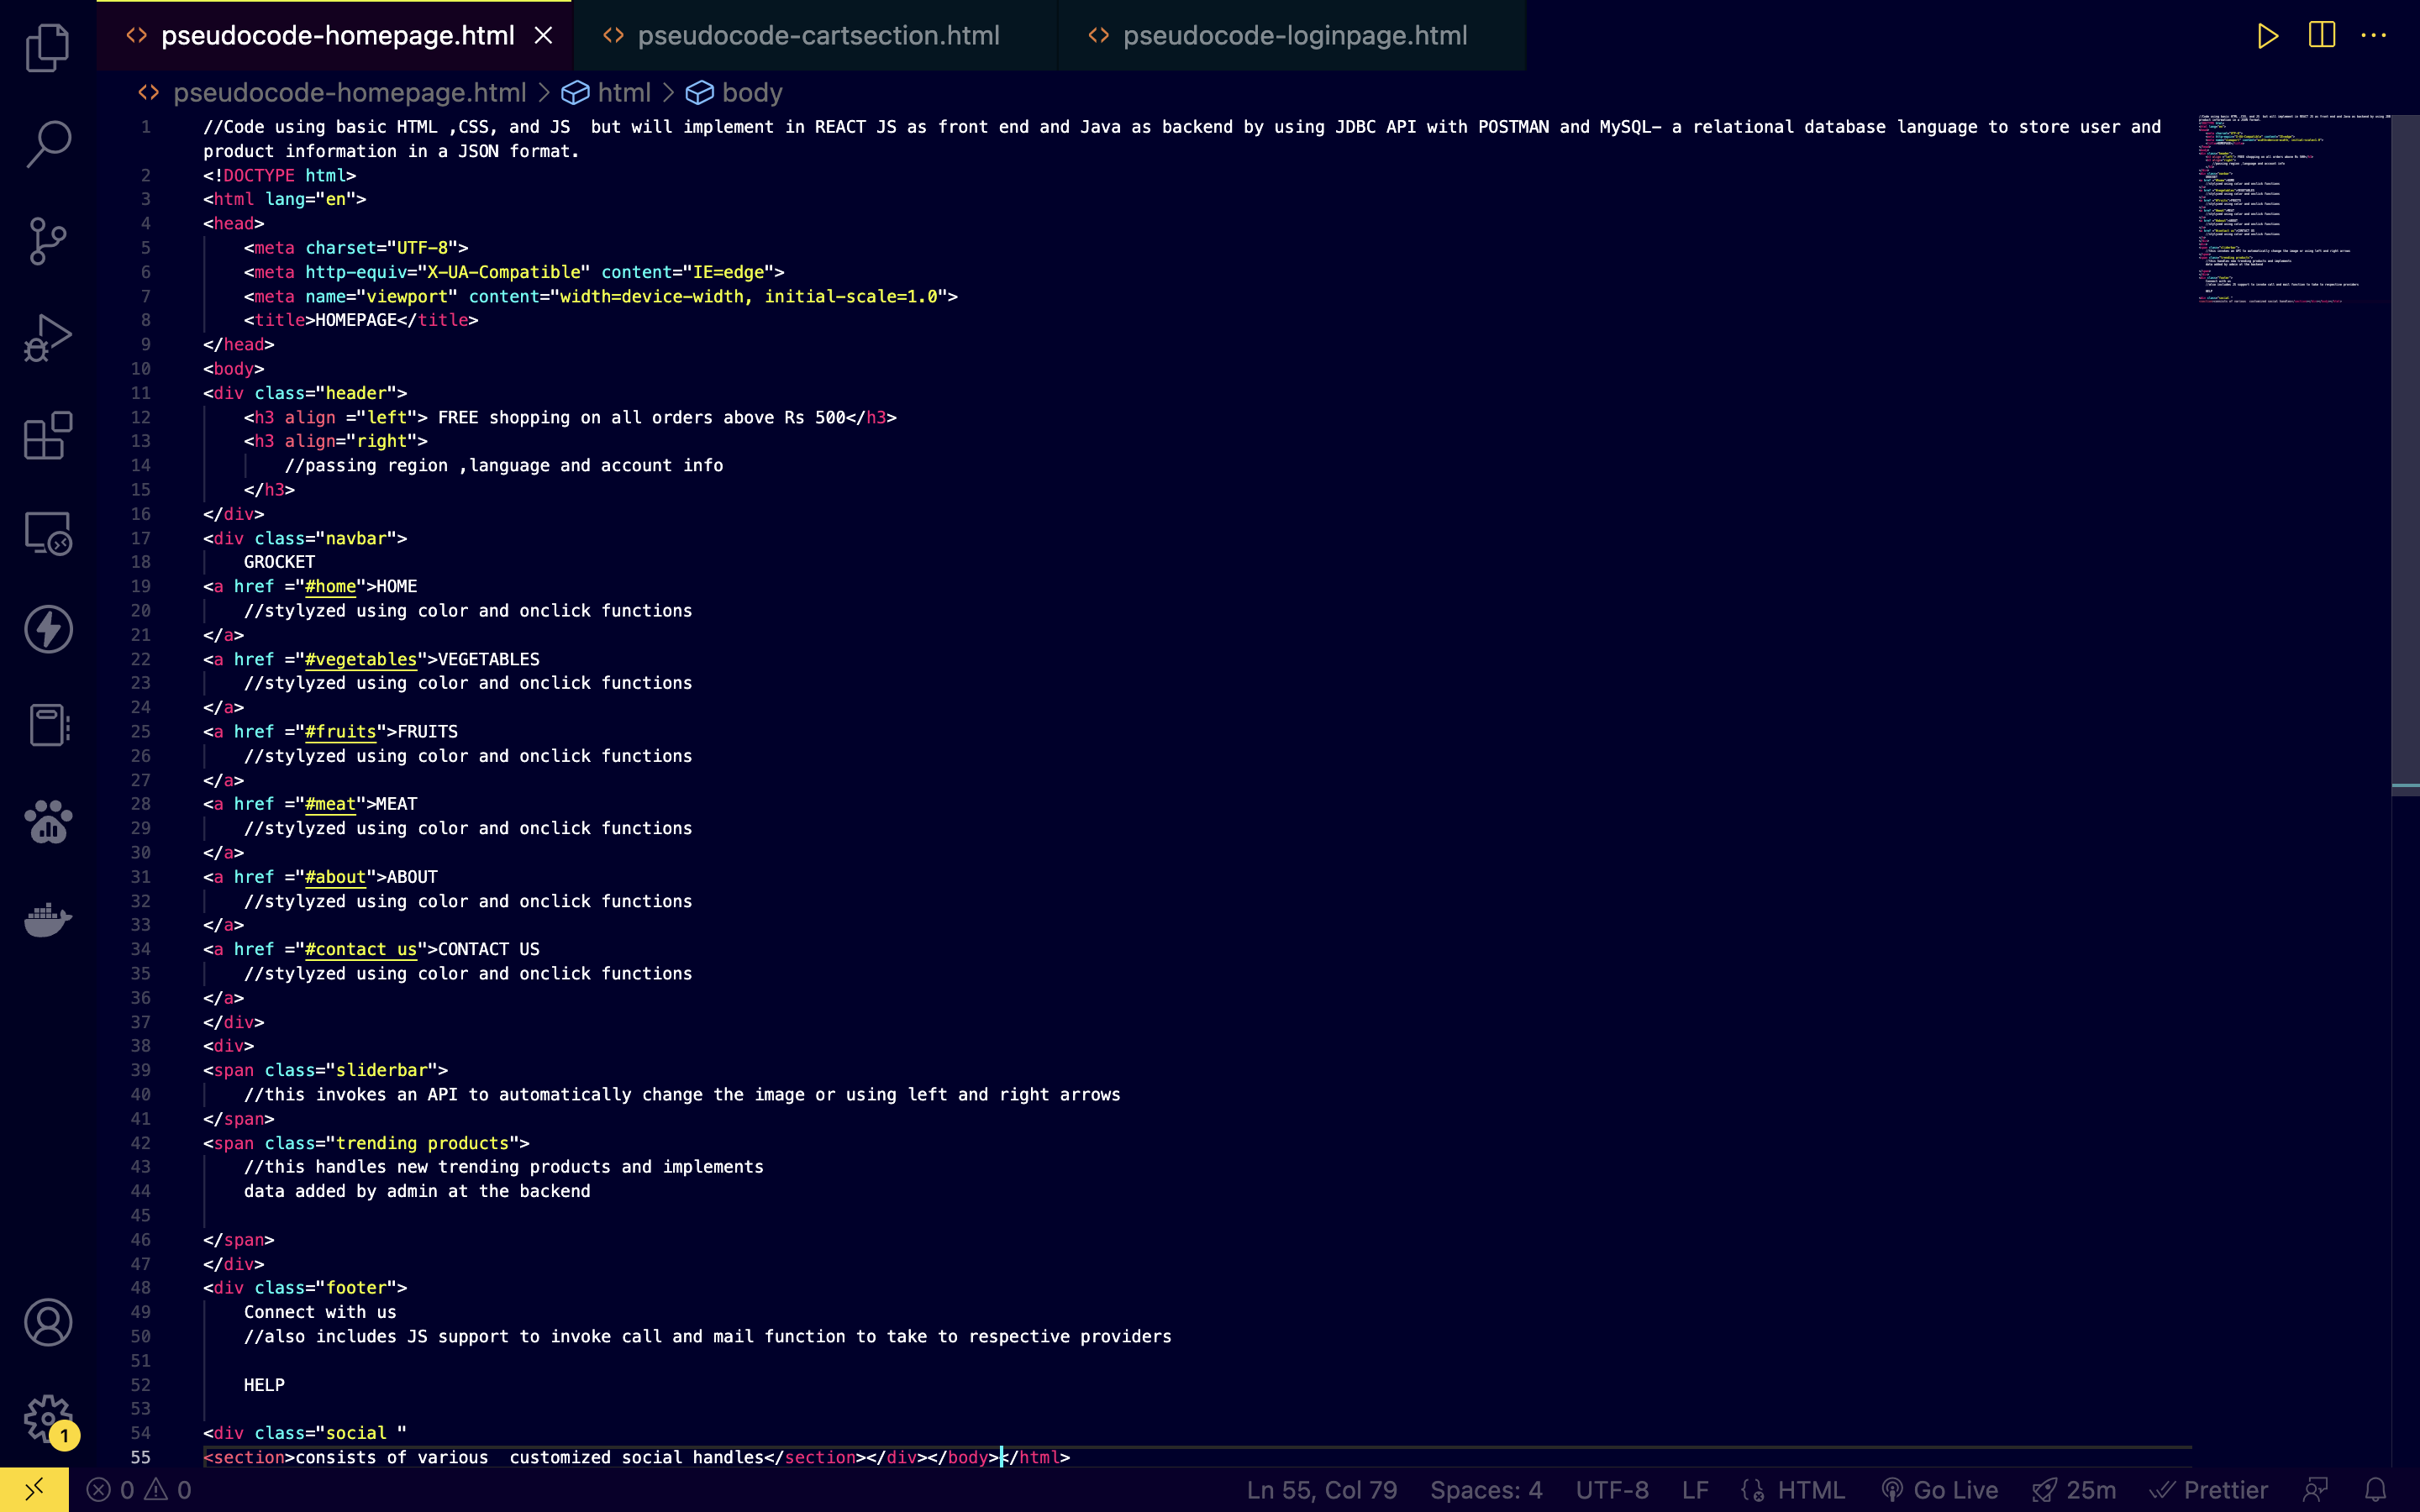 pseudocode-homepage.html
pseudocode-cartsection.html
pseudocode-loginpage.html
pseudocode-homepage.html > html > body
1 //Code using basic HTML ,CSS, and JS  but will implement in REACT JS as front end and Java as backend by using JDBC API with POSTMAN and MySQL- a relational database language to store user and
product information in a JSON format.
2 <!DOCTYPE html>
3 <html lang="en">
4 <head>
5     <meta charset="UTF-8">
6     <meta http-equiv="X-UA-Compatible" content="IE=edge">
7     <meta name="viewport" content="width=device-width, initial-scale=1.0">
8     <title>HOMEPAGE</title>
9 </head>
10 <body>
11 <div class="header">
12     <h3 align ="left"> FREE shopping on all orders above Rs 500</h3>
13     <h3 align="right">
14         //passing region ,language and account info
15     </h3>
16 </div>
17 <div class="navbar">
18     GROCKET
19 <a href ="#home">HOME
20     //stylyzed using color and onclick functions
21 </a>
22 <a href ="#vegetables">VEGETABLES
23     //stylyzed using color and onclick functions
24 </a>
25 <a href ="#fruits">FRUITS
26     //stylyzed using color and onclick functions
27 </a>
28 <a href ="#meat">MEAT
29     //stylyzed using color and onclick functions
30 </a>
31 <a href ="#about">ABOUT
32     //stylyzed using color and onclick functions
33 </a>
34 <a href ="#contact us">CONTACT US
35     //stylyzed using color and onclick functions
36 </a>
37 </div>
38 <div>
39 <span class="sliderbar">
40     //this invokes an API to automatically change the image or using left and right arrows
41 </span>
42 <span class="trending products">
43     //this handles new trending products and implements
44     data added by admin at the backend
45
46 </span>
47 </div>
48 <div class="footer">
49     Connect with us
50     //also includes JS support to invoke call and mail function to take to respective providers
51
52     HELP
53
54 <div class="social "
55 <section>consists of various  customized social handles</section></div></body></html>
1
0 0 Ln 55, Col 79 Spaces: 4 UTF-8 LF HTML Go Live 25m Prettier